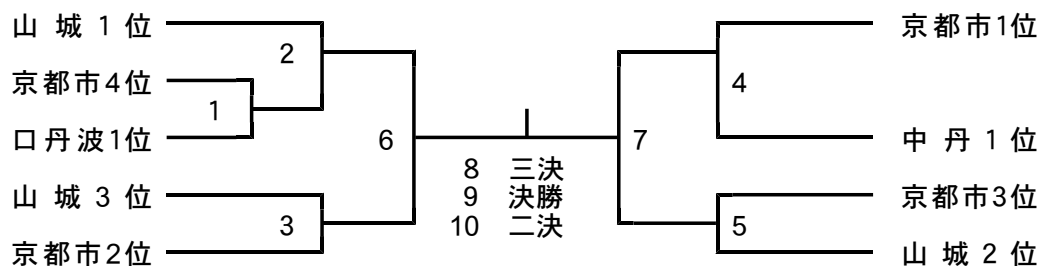 山城1位
2
京都市4位
1
口丹波1位
6
山城3位
3
京都市2位
8 三決
9 決勝
10 二決
京都市1位
4
中丹1位
7
京都市3位
5
山城2位